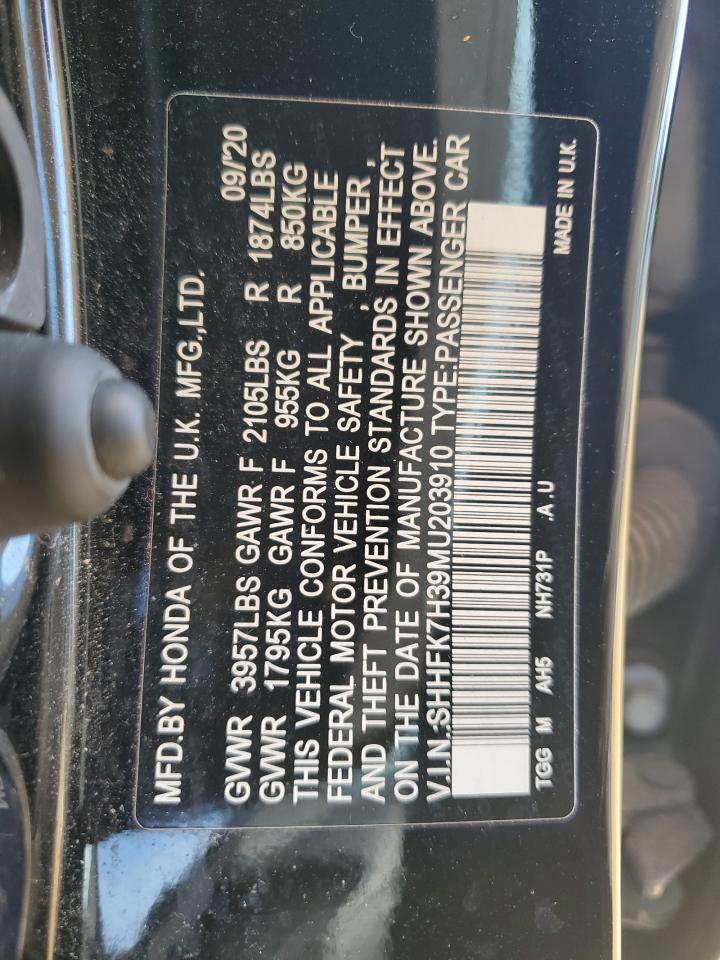 MFD.BY HONDA OF THE U.K. MFG.,LTD.
09/'20
GVWR 3957LBS GAWR F 2105LBS R 1874LBS
GVWR 1795KG GAWR F 955KG R 850KG
THIS VEHICLE CONFORMS TO ALL APPLICABLE
FEDERAL MOTOR VEHICLE SAFETY , BUMPER ,
AND THEFT PREVENTION STANDARDS IN EFFECT
ON THE DATE OF MANUFACTURE SHOWN ABOVE.
V.I.N.:SHHFK7H39MU203910 TYPE:PASSENGER CAR
TGG M AH5 NH731P .A .U MADE IN U.K.